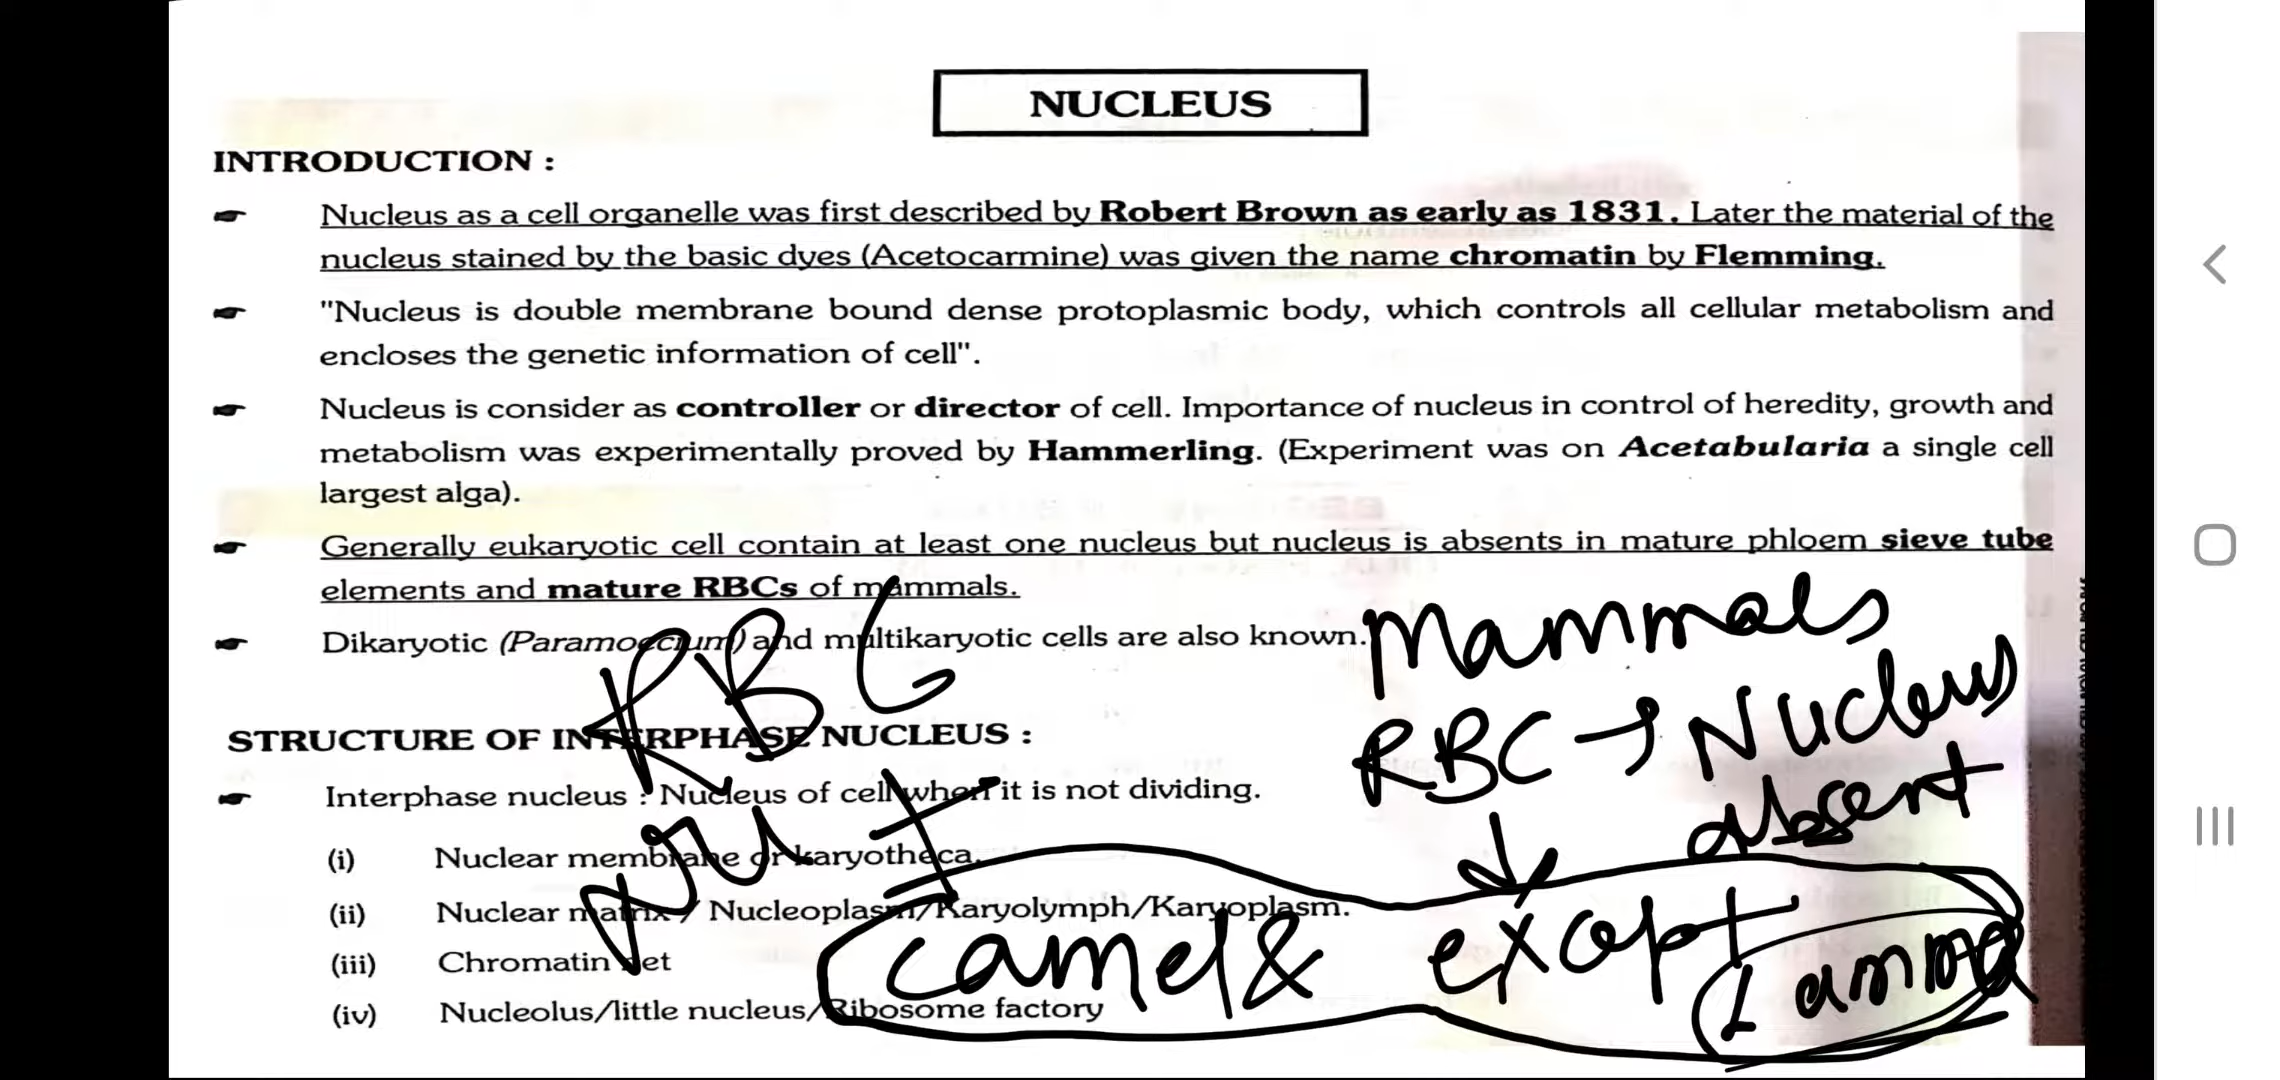 NUCLEUS
INTRODUCTION :
Nucleus as a cell organelle was first described by Robert Brown as early as 1831. Later the material of the
nucleus stained by the basic dyes (Acetocarmine) was given the name chromatin by Flemming.
"Nucleus is double membrane bound dense protoplasmic body, which controls all cellular metabolism and
encloses the genetic information of cell".
Nucleus is consider as controller or director of cell. Importance of nucleus in control of heredity, growth and
metabolism was experimentally proved by Hammerling. (Experiment was on Acetabularia a single cell
largest alga).
Generally eukaryotic cell contain at least one nucleus but nucleus is absents in mature phloem sieve tube
elements and mature RBCs of mammals.
Dikaryotic (Paramoecium) and multikaryotic cells are also known.
STRUCTURE OF INTERPHASE NUCLEUS :
Interphase nucleus : Nucleus of cell when it is not dividing.
(i) Nuclear membrane or karyotheca.
(ii) Nuclear matrix / Nucleoplasm/Karyolymph/Karyoplasm.
(iii) Chromatin net
(iv) Nucleolus/little nucleus/Ribosome factory
RBC
Mammals
RBC → Nucleus
absent
camel &
Lamma